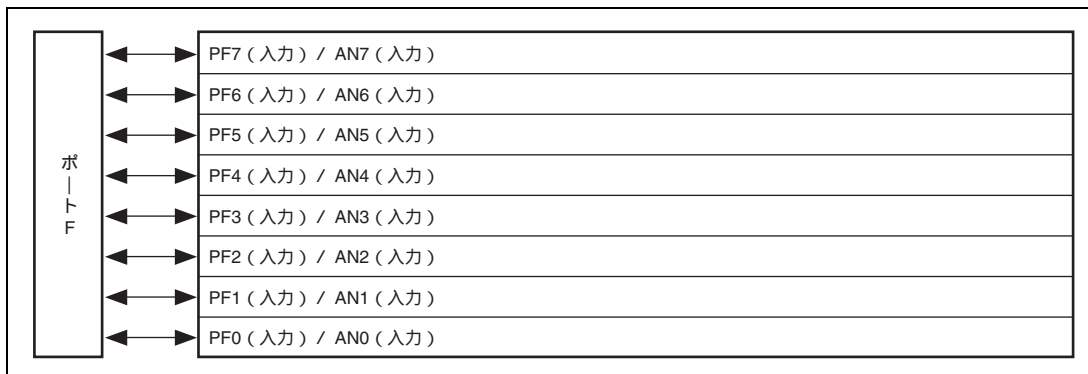 ポートF
PF7（入力）/ AN7（入力）
PF6（入力）/ AN6（入力）
PF5（入力）/ AN5（入力）
PF4（入力）/ AN4（入力）
PF3（入力）/ AN3（入力）
PF2（入力）/ AN2（入力）
PF1（入力）/ AN1（入力）
PF0（入力）/ AN0（入力）